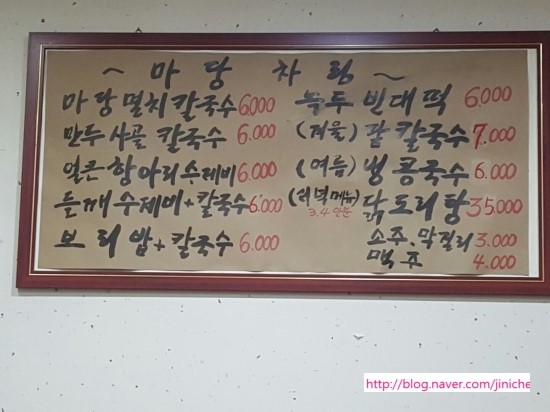 ~ 마당 차림 ~
마당멸치칼국수 6,000
만두사골 칼국수 6.000
얼큰항아리수제비 6,000
들깨수제비+칼국수 6.000
보리밥+칼국수 6.000
녹두빈대떡 6,000
(겨울) 팥칼국수 7,000
(여름) 냉콩국수 6.000
(저녁메뉴) 닭도리탕 35.000
3.4인분
소주.막걸리 3.000
맥주 4.000
http://blog.naver.com/jiniche